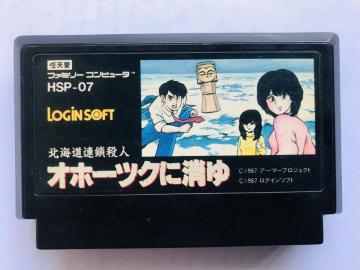 任天堂
ファミリー コンピュータ™
HSP-07
LOGiNSOFT
北海道連鎖殺人
オホーツクに消ゆ
©1987 アーマープロジェクト
©1987 ログインソフト